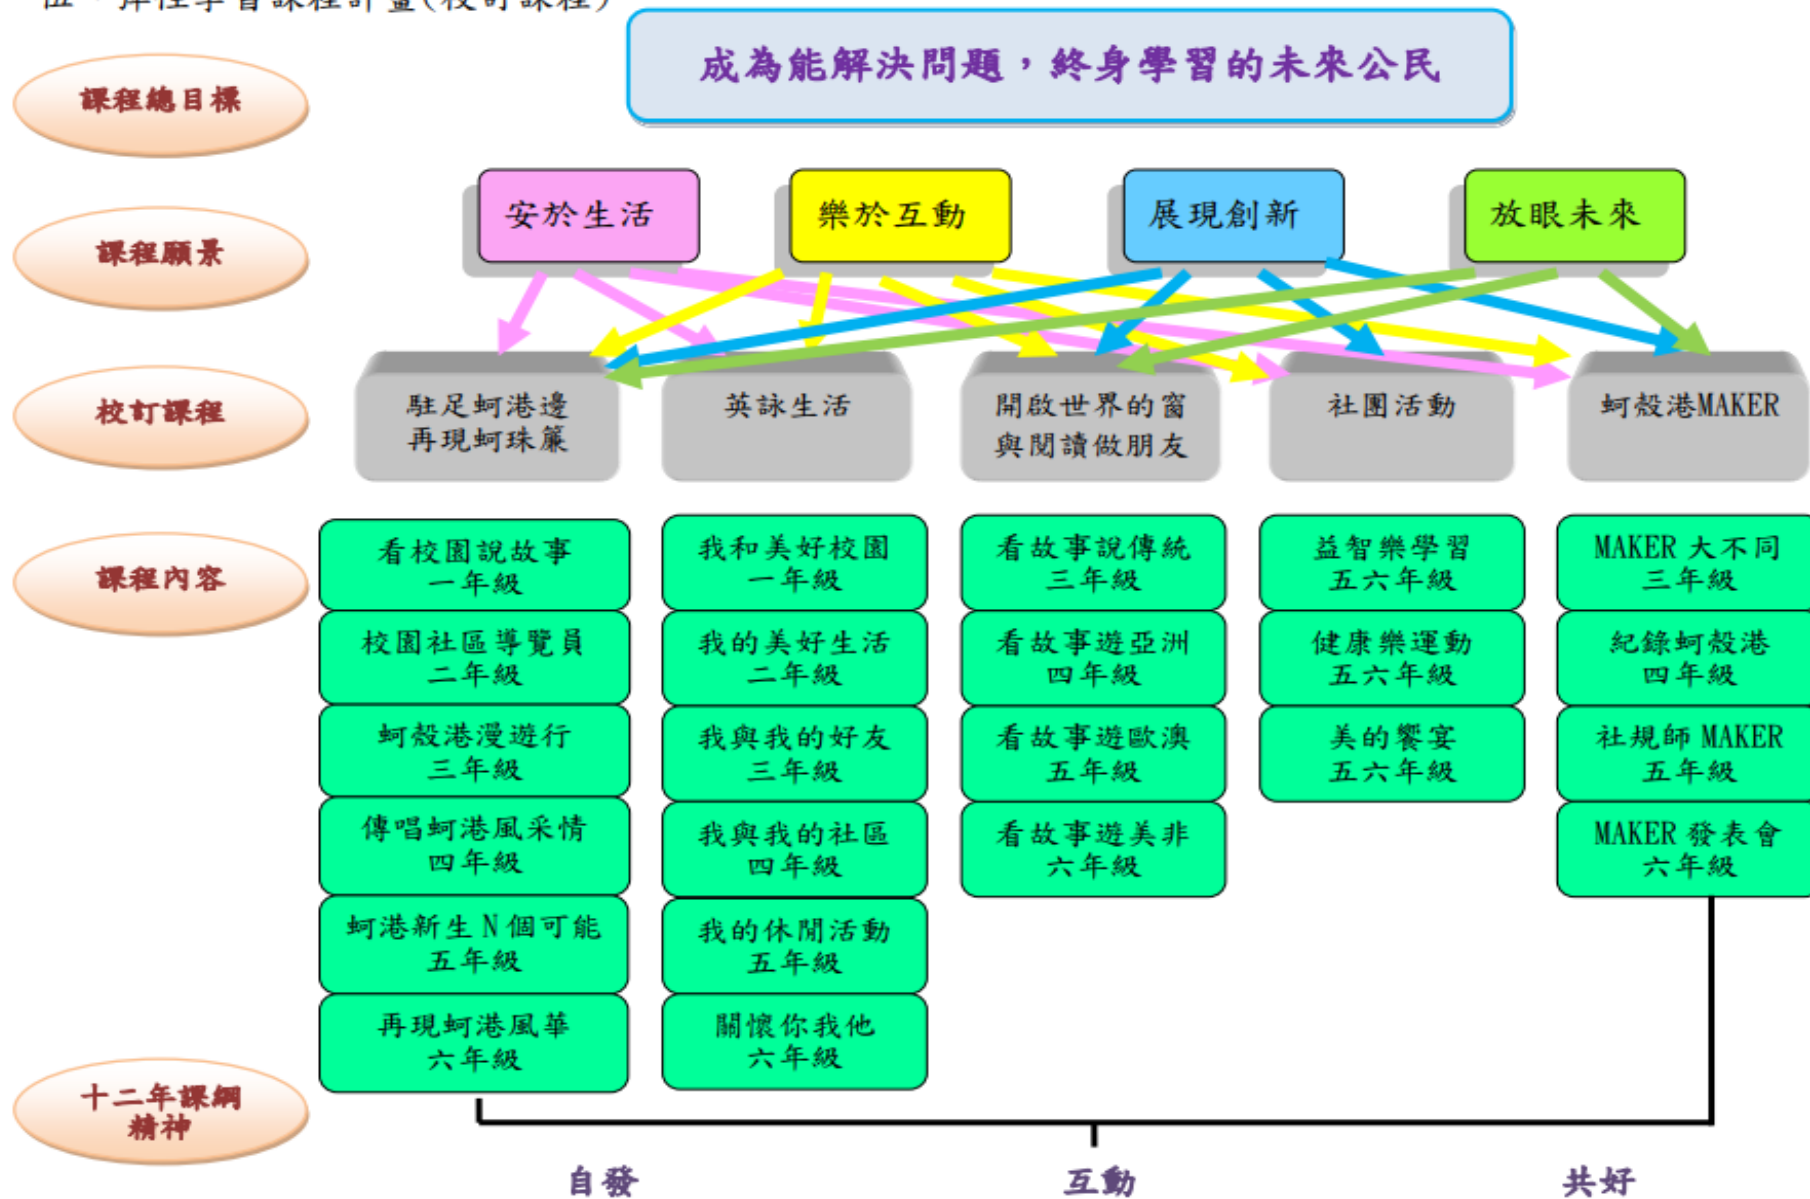 伍、彈性學習課程計畫(校訂課程)
成為能解決問題，終身學習的未來公民
課程總目標
課程願景
安於生活
樂於互動
展現創新
放眼未來
校訂課程
駐足蚵港邊
再現蚵珠簾
英詠生活
開啟世界的窗
與閱讀做朋友
社團活動
蚵殼港MAKER
課程內容
看校園說故事
一年級
校園社區導覽員
二年級
蚵殼港漫遊行
三年級
傳唱蚵港風采情
四年級
蚵港新生 N 個可能
五年級
再現蚵港風華
六年級
我和美好校園
一年級
我的美好生活
二年級
我與我的好友
三年級
我與我的社區
四年級
我的休閒活動
五年級
關懷你我他
六年級
看故事說傳統
三年級
看故事遊亞洲
四年級
看故事遊歐澳
五年級
看故事遊美非
六年級
益智樂學習
五六年級
健康樂運動
五六年級
美的饗宴
五六年級
MAKER 大不同
三年級
紀錄蚵殼港
四年級
社規師 MAKER
五年級
MAKER 發表會
六年級
十二年課綱
精神
自發
互動
共好